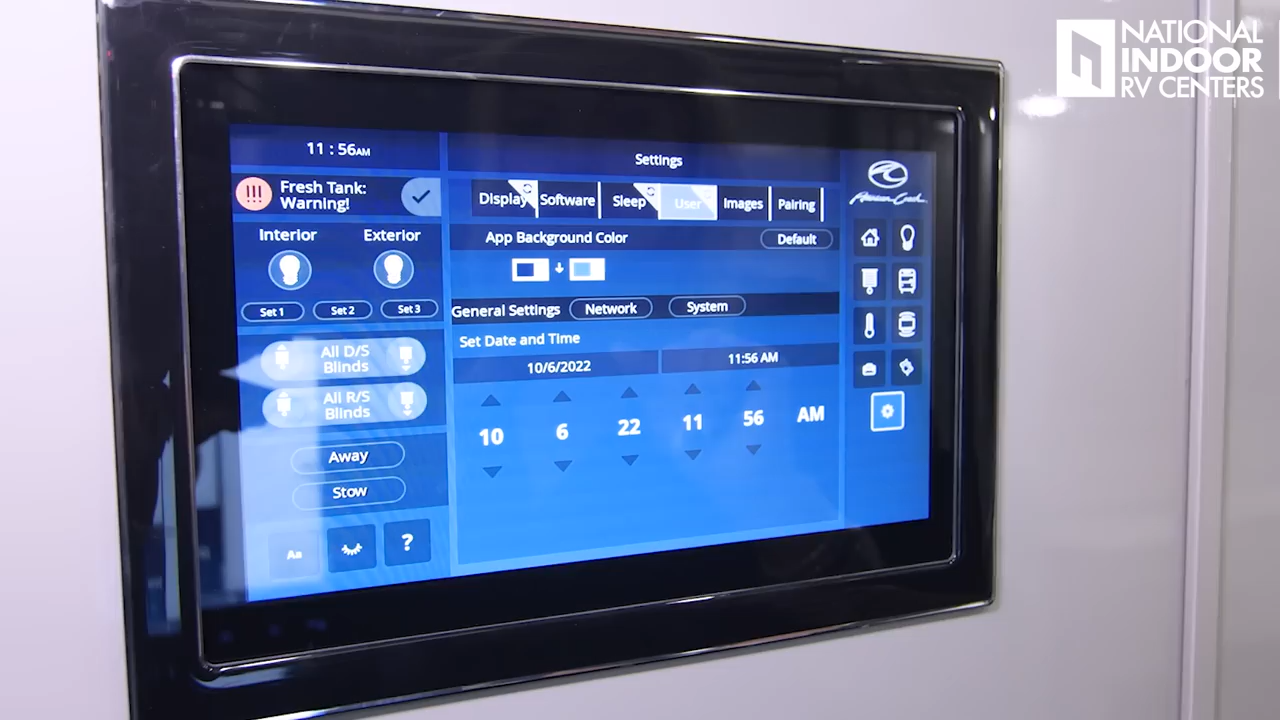 NATIONAL
INDOOR
RV CENTERS
11 : 56AM
Settings
!!! Fresh Tank:
Warning!
Display Software Sleep User Images Pairing
Interior Exterior
App Background Color Default
Set 1 Set 2 Set 3
General Settings Network System
Set Date and Time
All D/S
Blinds
10/6/2022 11:56 AM
All R/S
Blinds
10 6 22 11 56 AM
Away
Stow
Aa ?
American Coach